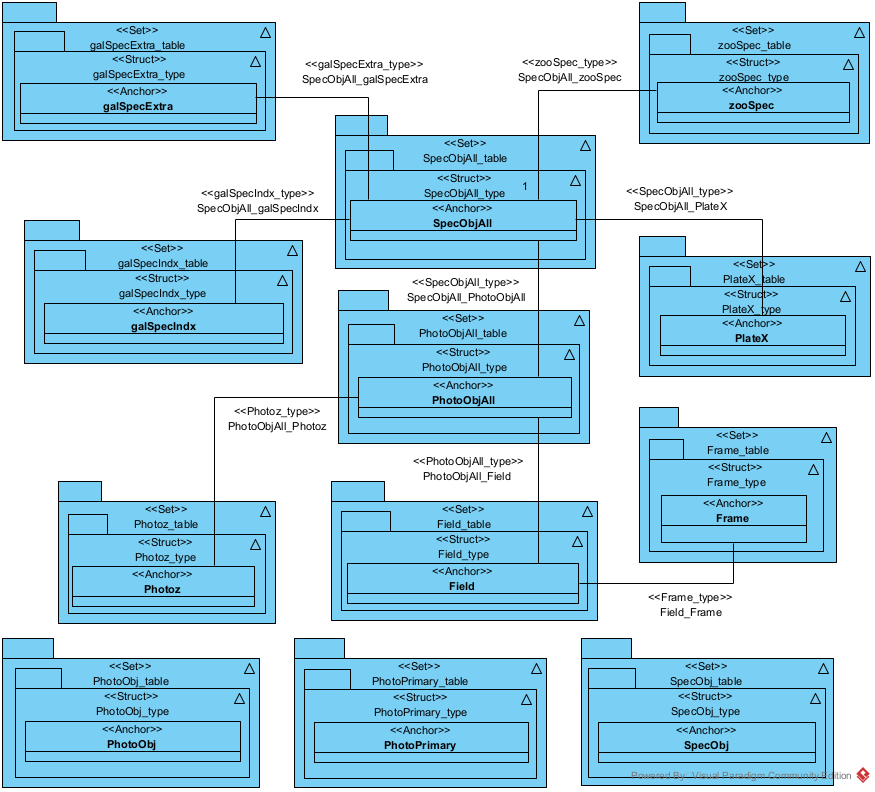 <<Set>>
galSpecExtra_table
<<Struct>>
galSpecExtra_type
<<Anchor>>
galSpecExtra
<<galSpecExtra_type>>
SpecObjAll_galSpecExtra
<<zooSpec_type>>
SpecObjAll_zooSpec
<<Set>>
zooSpec_table
<<Struct>>
zooSpec_type
<<Anchor>>
zooSpec
<<Set>>
SpecObjAll_table
<<Struct>>
SpecObjAll_type
1
<<Anchor>>
SpecObjAll
<<galSpecIndx_type>>
SpecObjAll_galSpecIndx
<<SpecObjAll_type>>
SpecObjAll_PlateX
<<Set>>
galSpecIndx_table
<<Struct>>
galSpecIndx_type
<<Anchor>>
galSpecIndx
<<SpecObjAll_type>>
SpecObjAll_PhotoObjAll
<<Set>>
PlateX_table
<<Struct>>
PlateX_type
<<Anchor>>
PlateX
<<Set>>
PhotoObjAll_table
<<Struct>>
PhotoObjAll_type
<<Anchor>>
PhotoObjAll
<<Photoz_type>>
PhotoObjAll_Photoz
<<PhotoObjAll_type>>
PhotoObjAll_Field
<<Set>>
Frame_table
<<Struct>>
Frame_type
<<Anchor>>
Frame
<<Set>>
Photoz_table
<<Struct>>
Photoz_type
<<Anchor>>
Photoz
<<Set>>
Field_table
<<Struct>>
Field_type
<<Anchor>>
Field
<<Frame_type>>
Field_Frame
<<Set>>
PhotoObj_table
<<Struct>>
PhotoObj_type
<<Anchor>>
PhotoObj
<<Set>>
PhotoPrimary_table
<<Struct>>
PhotoPrimary_type
<<Anchor>>
PhotoPrimary
<<Set>>
SpecObj_table
<<Struct>>
SpecObj_type
<<Anchor>>
SpecObj
Powered By: Visual Paradigm Community Edition